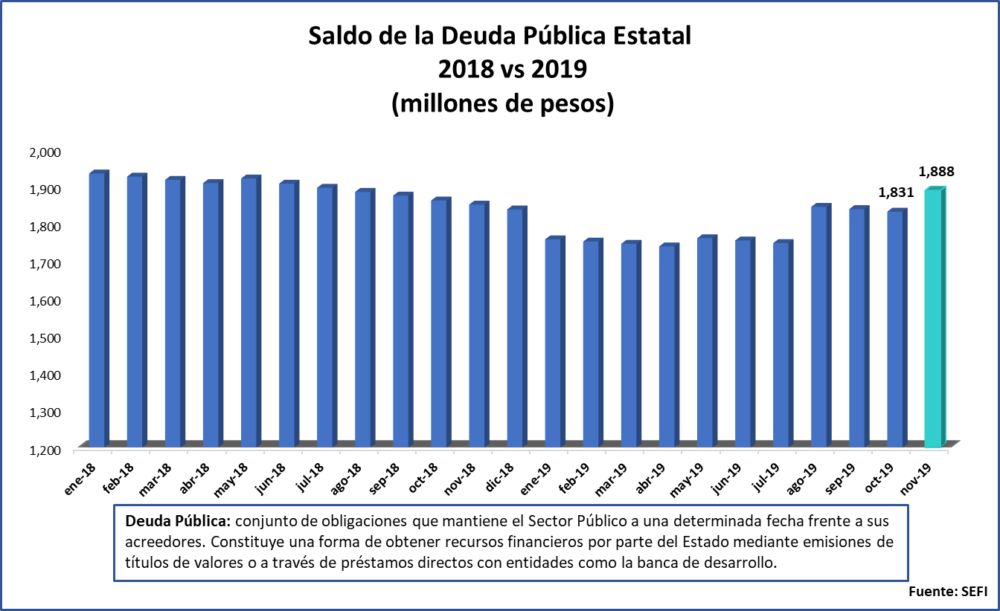 Saldo de la Deuda Pública Estatal
2018 vs 2019
(millones de pesos)
2,000
1,900
1,800
1,700
1,600
1,500
1,400
1,300
1,200
1,831
1,888
ene-18
feb-18
mar-18
abr-18
may-18
jun-18
jul-18
ago-18
sep-18
oct-18
nov-18
dic-18
ene-19
feb-19
mar-19
abr-19
may-19
jun-19
jul-19
ago-19
sep-19
oct-19
nov-19
Deuda Pública: conjunto de obligaciones que mantiene el Sector Público a una determinada fecha frente a sus
acreedores. Constituye una forma de obtener recursos financieros por parte del Estado mediante emisiones de
títulos de valores o a través de préstamos directos con entidades como la banca de desarrollo.
Fuente: SEFI